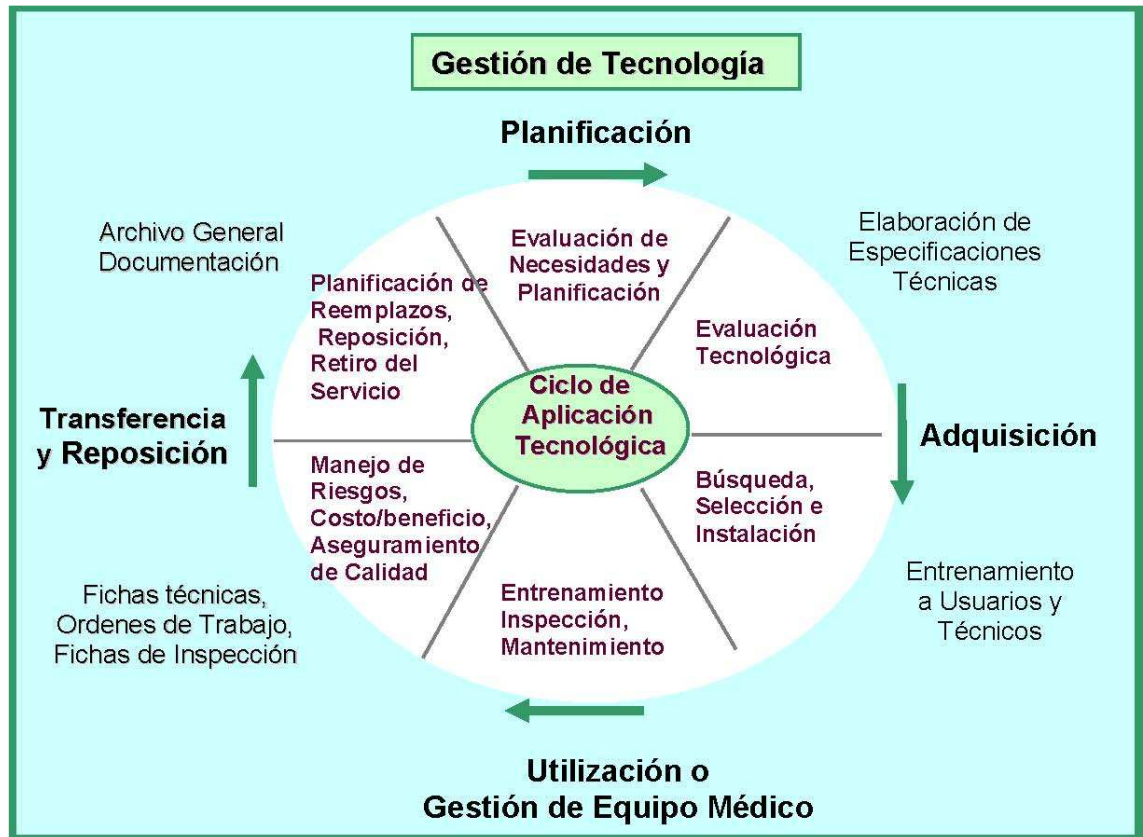 Gestión de Tecnología
Planificación
Archivo General
Documentación
Elaboración de
Especificaciones
Técnicas
Evaluación de
Necesidades y
Planificación
Planificación de
Reemplazos,
Reposición,
Retiro del
Servicio
Evaluación
Tecnológica
Ciclo de
Aplicación
Tecnológica
Transferencia
y Reposición
Adquisición
Manejo de
Riesgos,
Costo/beneficio,
Aseguramiento
de Calidad
Búsqueda,
Selección e
Instalación
Entrenamiento
Inspección,
Mantenimiento
Fichas técnicas,
Ordenes de Trabajo,
Fichas de Inspección
Entrenamiento
a Usuarios y
Técnicos
Utilización o
Gestión de Equipo Médico